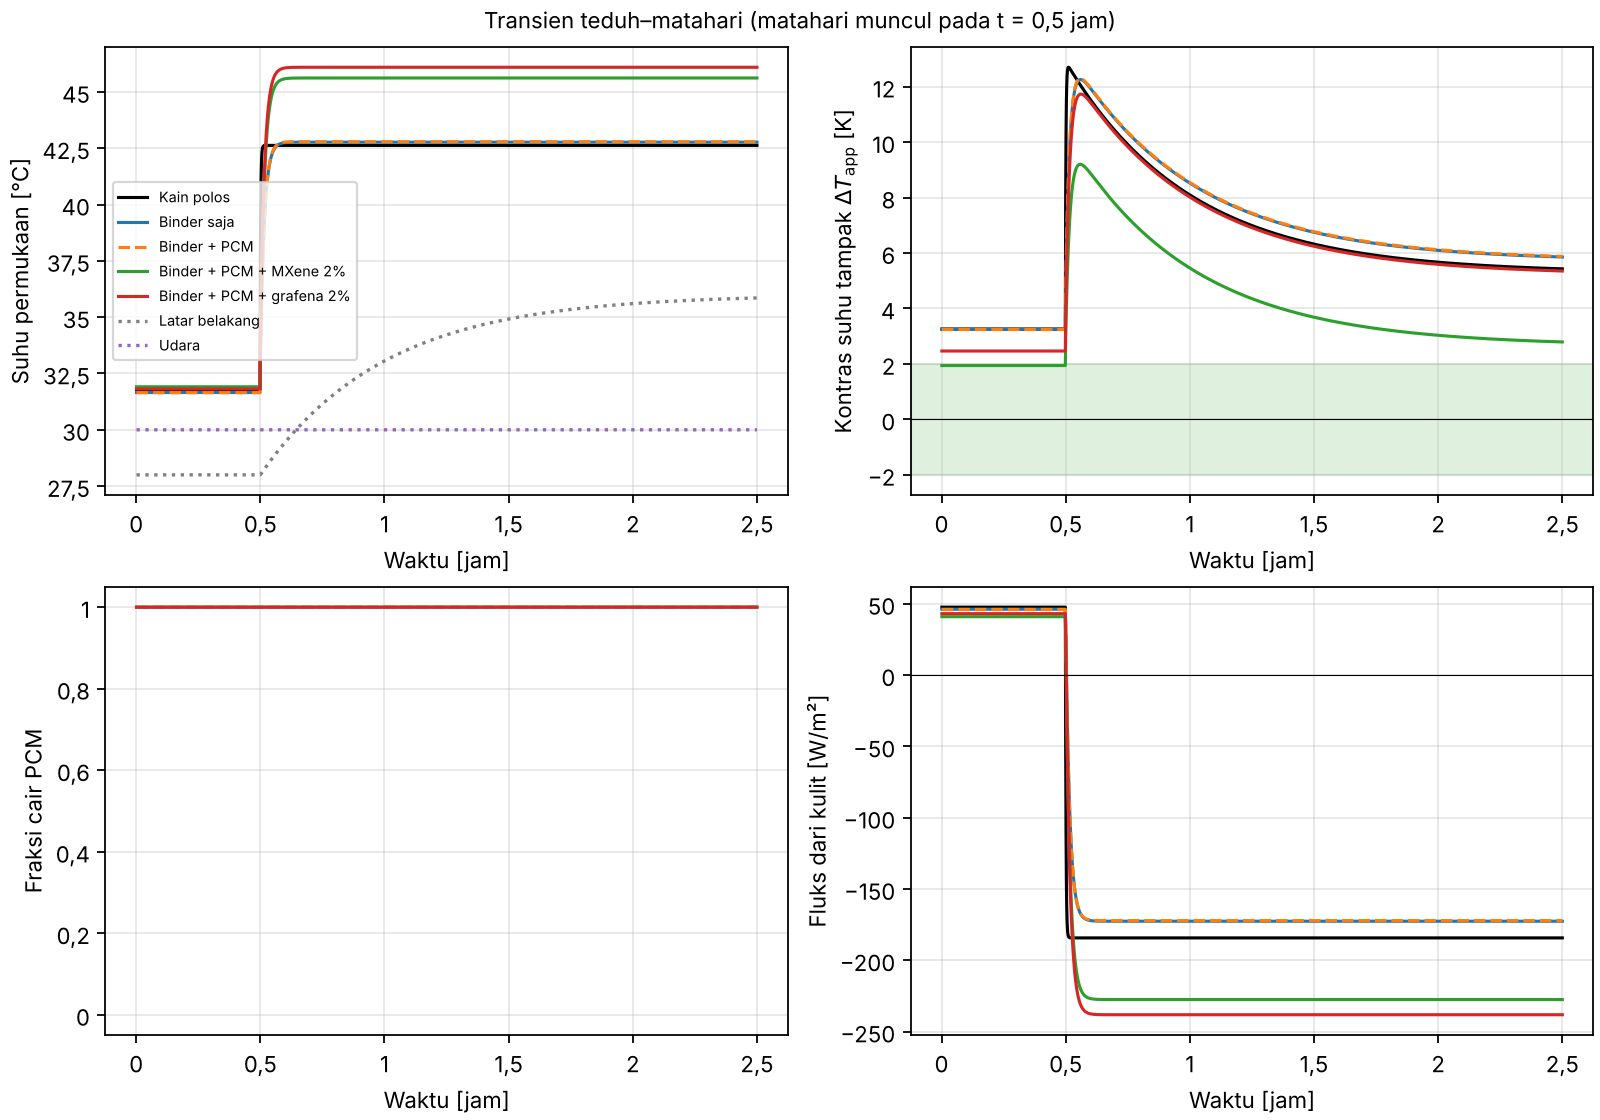 Transien teduh–matahari (matahari muncul pada t = 0,5 jam)
Suhu permukaan [°C]
45
42,5
40
37,5
35
32,5
30
27,5
Kain polos
Binder saja
Binder + PCM
Binder + PCM + MXene 2%
Binder + PCM + grafena 2%
Latar belakang
Udara
0 0,5 1 1,5 2 2,5
Waktu [jam]
Kontras suhu tampak ΔTapp [K]
12
10
8
6
4
2
0
−2
0 0,5 1 1,5 2 2,5
Waktu [jam]
Fraksi cair PCM
1
0,8
0,6
0,4
0,2
0
0 0,5 1 1,5 2 2,5
Waktu [jam]
Fluks dari kulit [W/m²]
50
0
−50
−100
−150
−200
−250
0 0,5 1 1,5 2 2,5
Waktu [jam]